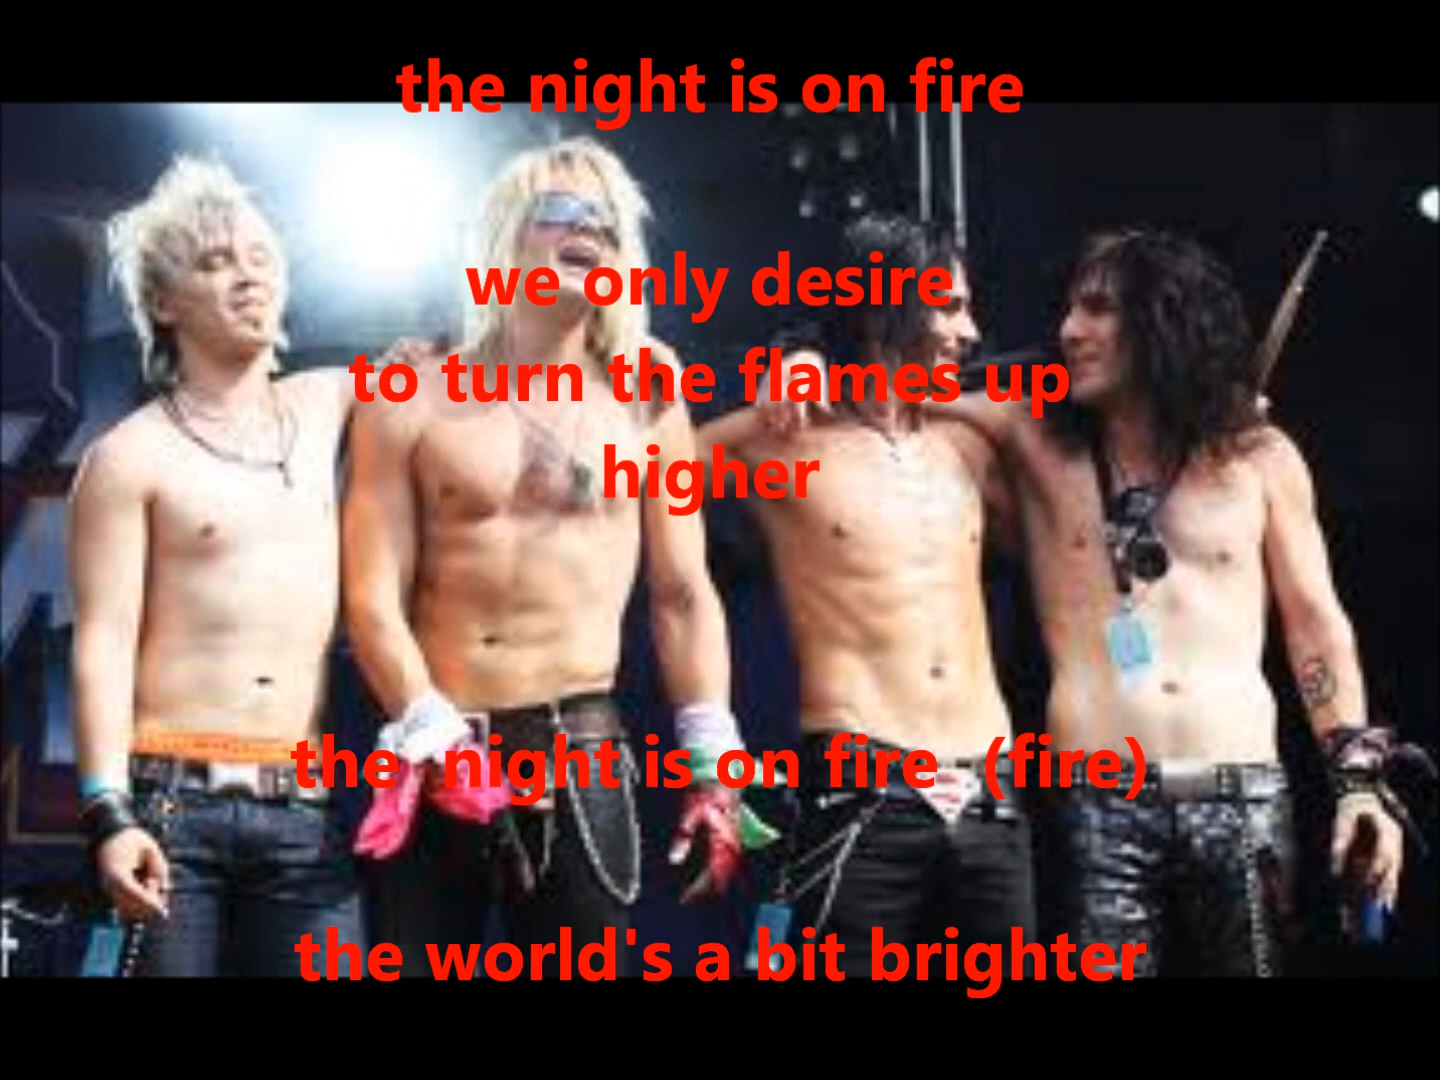 the night is on fire
we only desire
to turn the flames up
higher
the night is on fire (fire)
the world's a bit brighter